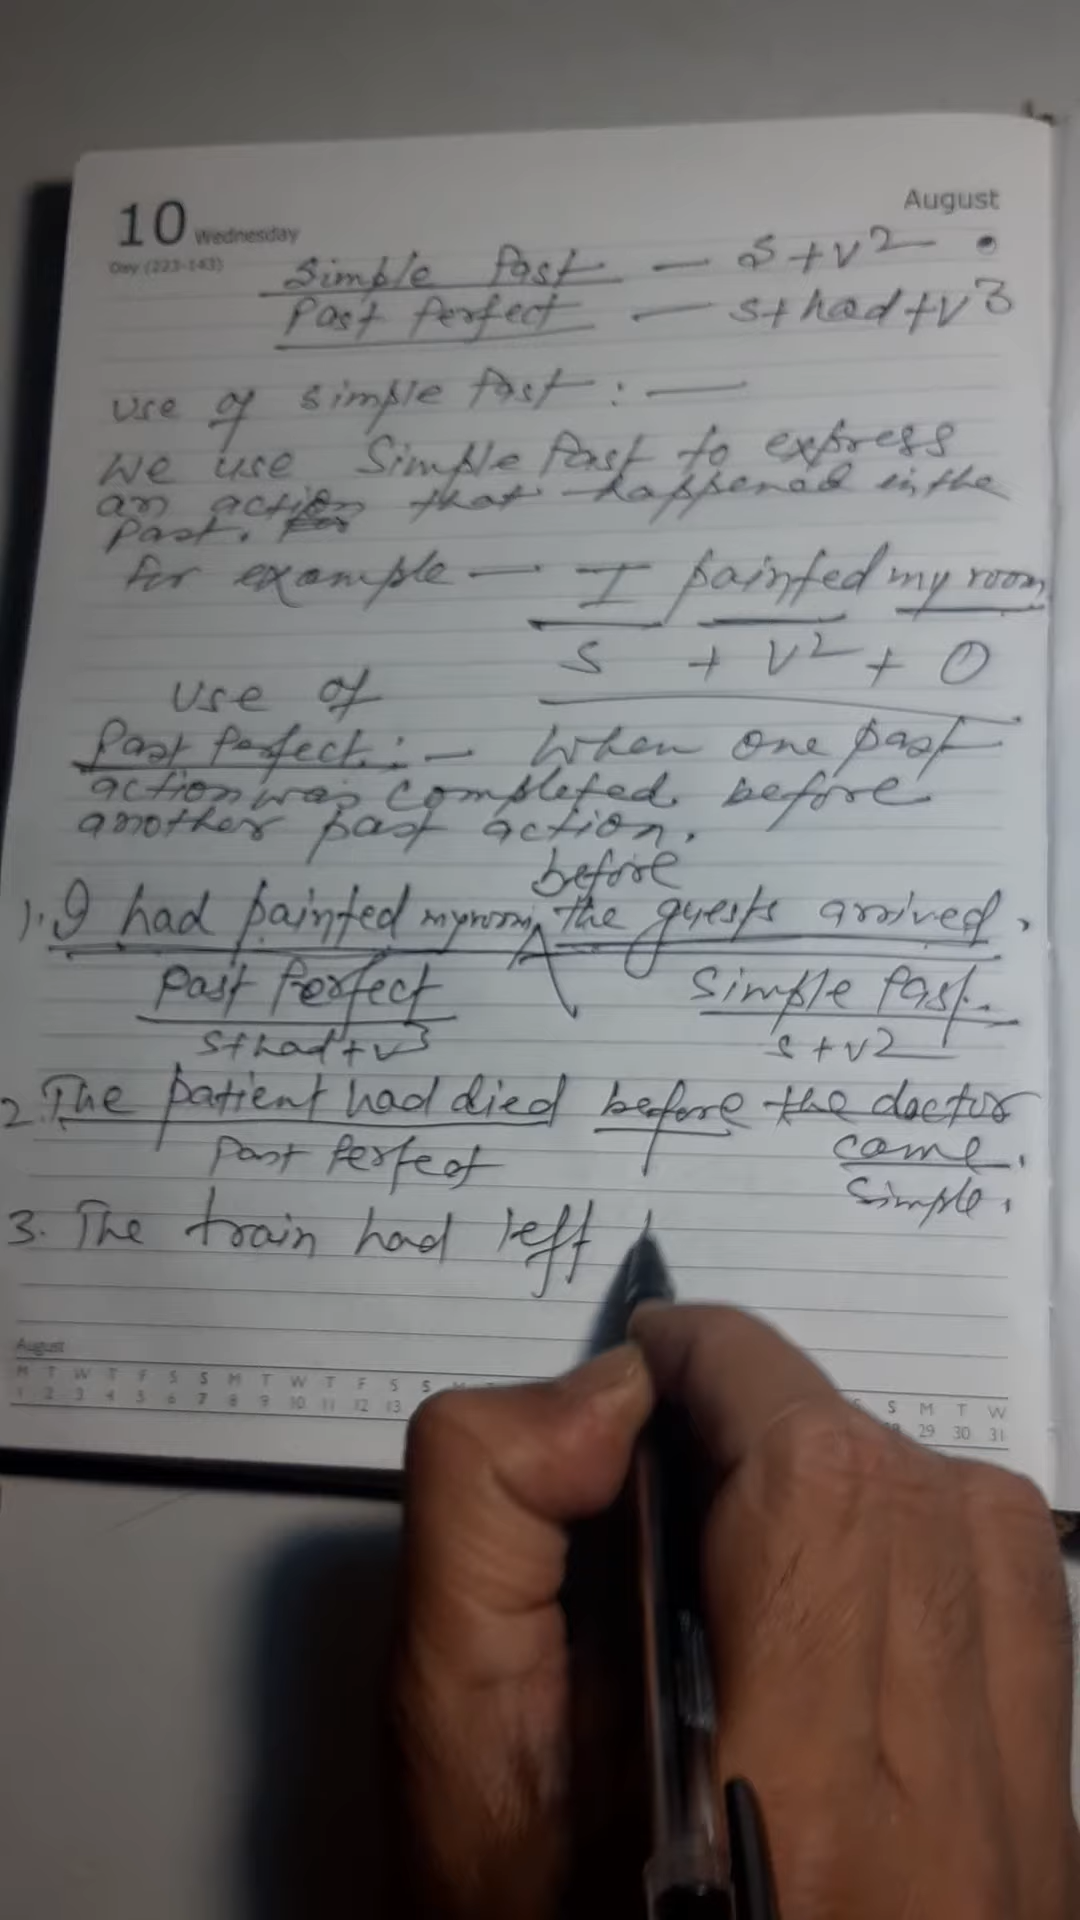 10 Wednesday
August
Day (223-143)
Simple Past — S+V2
Past Perfect — S+had+V3
Use of Simple Past : —
We use Simple Past to express
an action that happened in the
Past.
For example — I painted my room
S + V2 + O
Use of
Past Perfect : — When one past
action was completed before
another past action.
before
1. I had painted my room, the guests arrived.
Past Perfect Simple Past.
S+had+V3 S+V2
2. The patient had died before the doctor
came.
Past Perfect
Simple.
3. The train had left
August
M T W T F S S M T W T F S S
1 2 3 4 5 6 7 8 9 10 11 12 13
S M T W
29 30 31